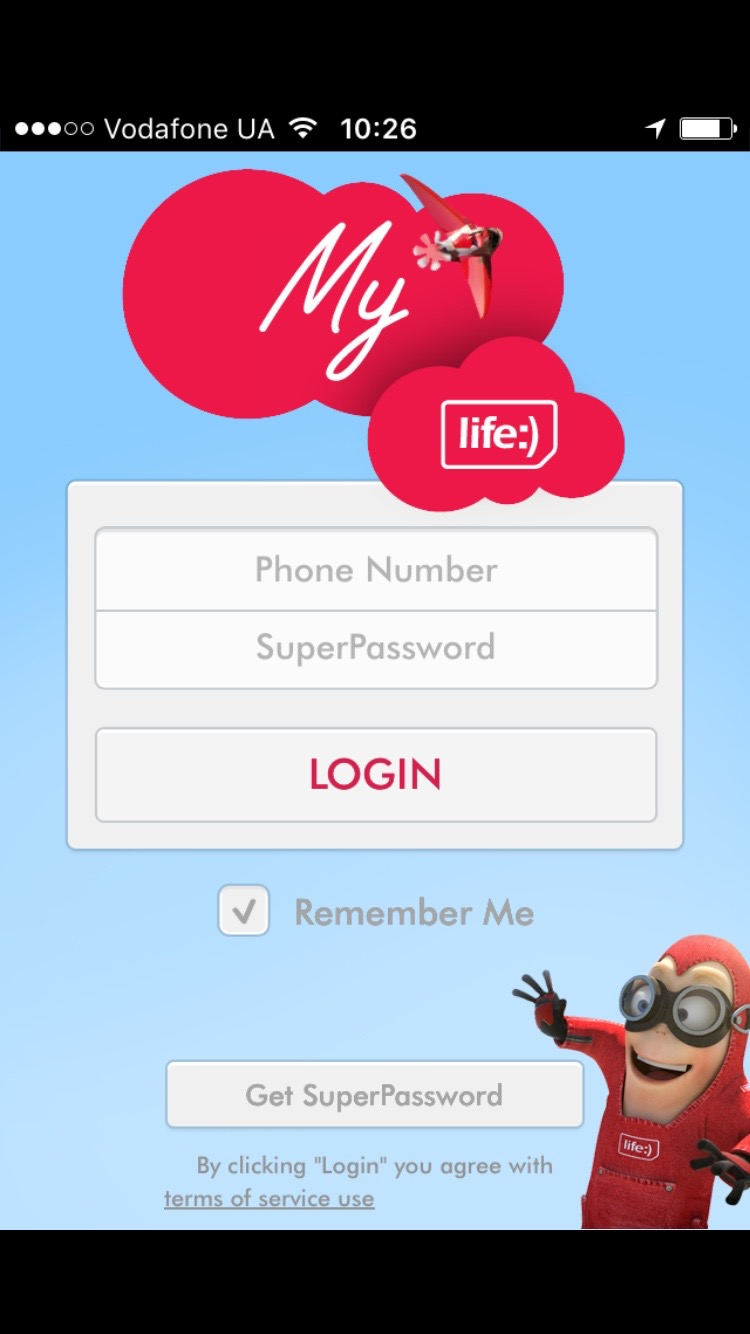 Vodafone UA 10:26
My
life:)
Phone Number
SuperPassword
LOGIN
Remember Me
Get SuperPassword
life:)
By clicking "Login" you agree with
terms of service use